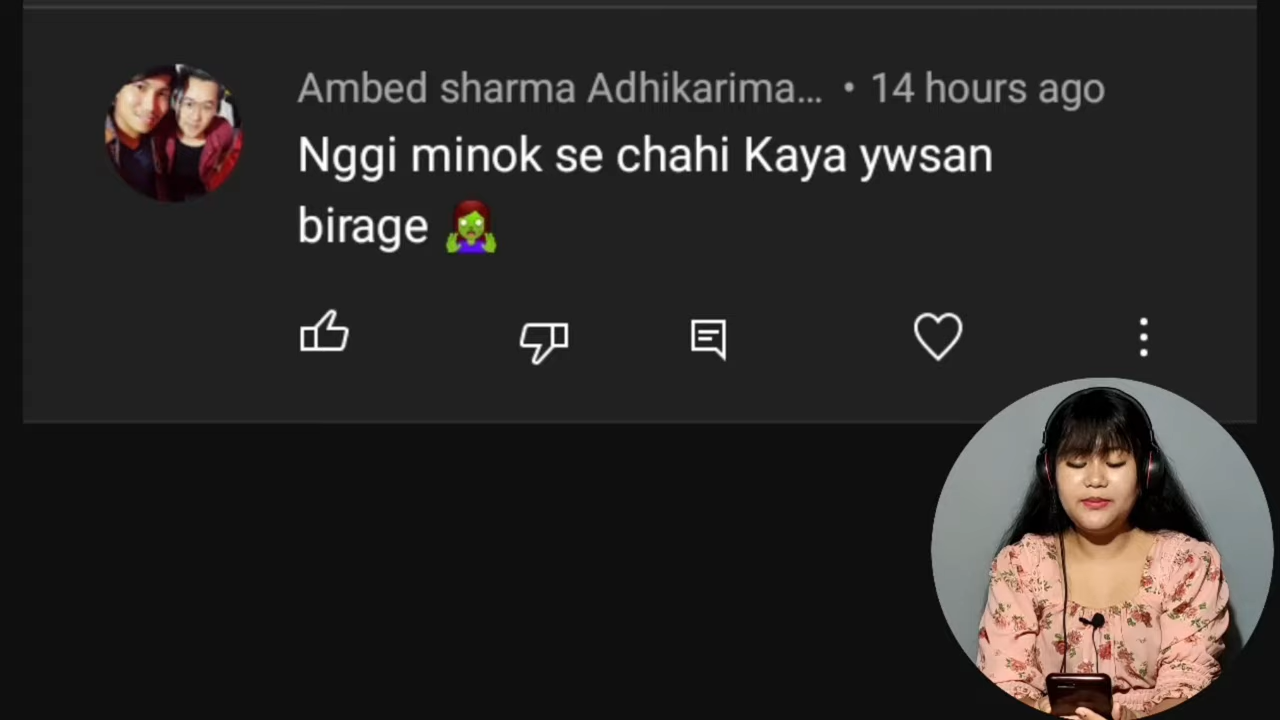 Ambed sharma Adhikarima... • 14 hours ago
Nggi minok se chahi Kaya ywsan
birage 🧟‍♀️